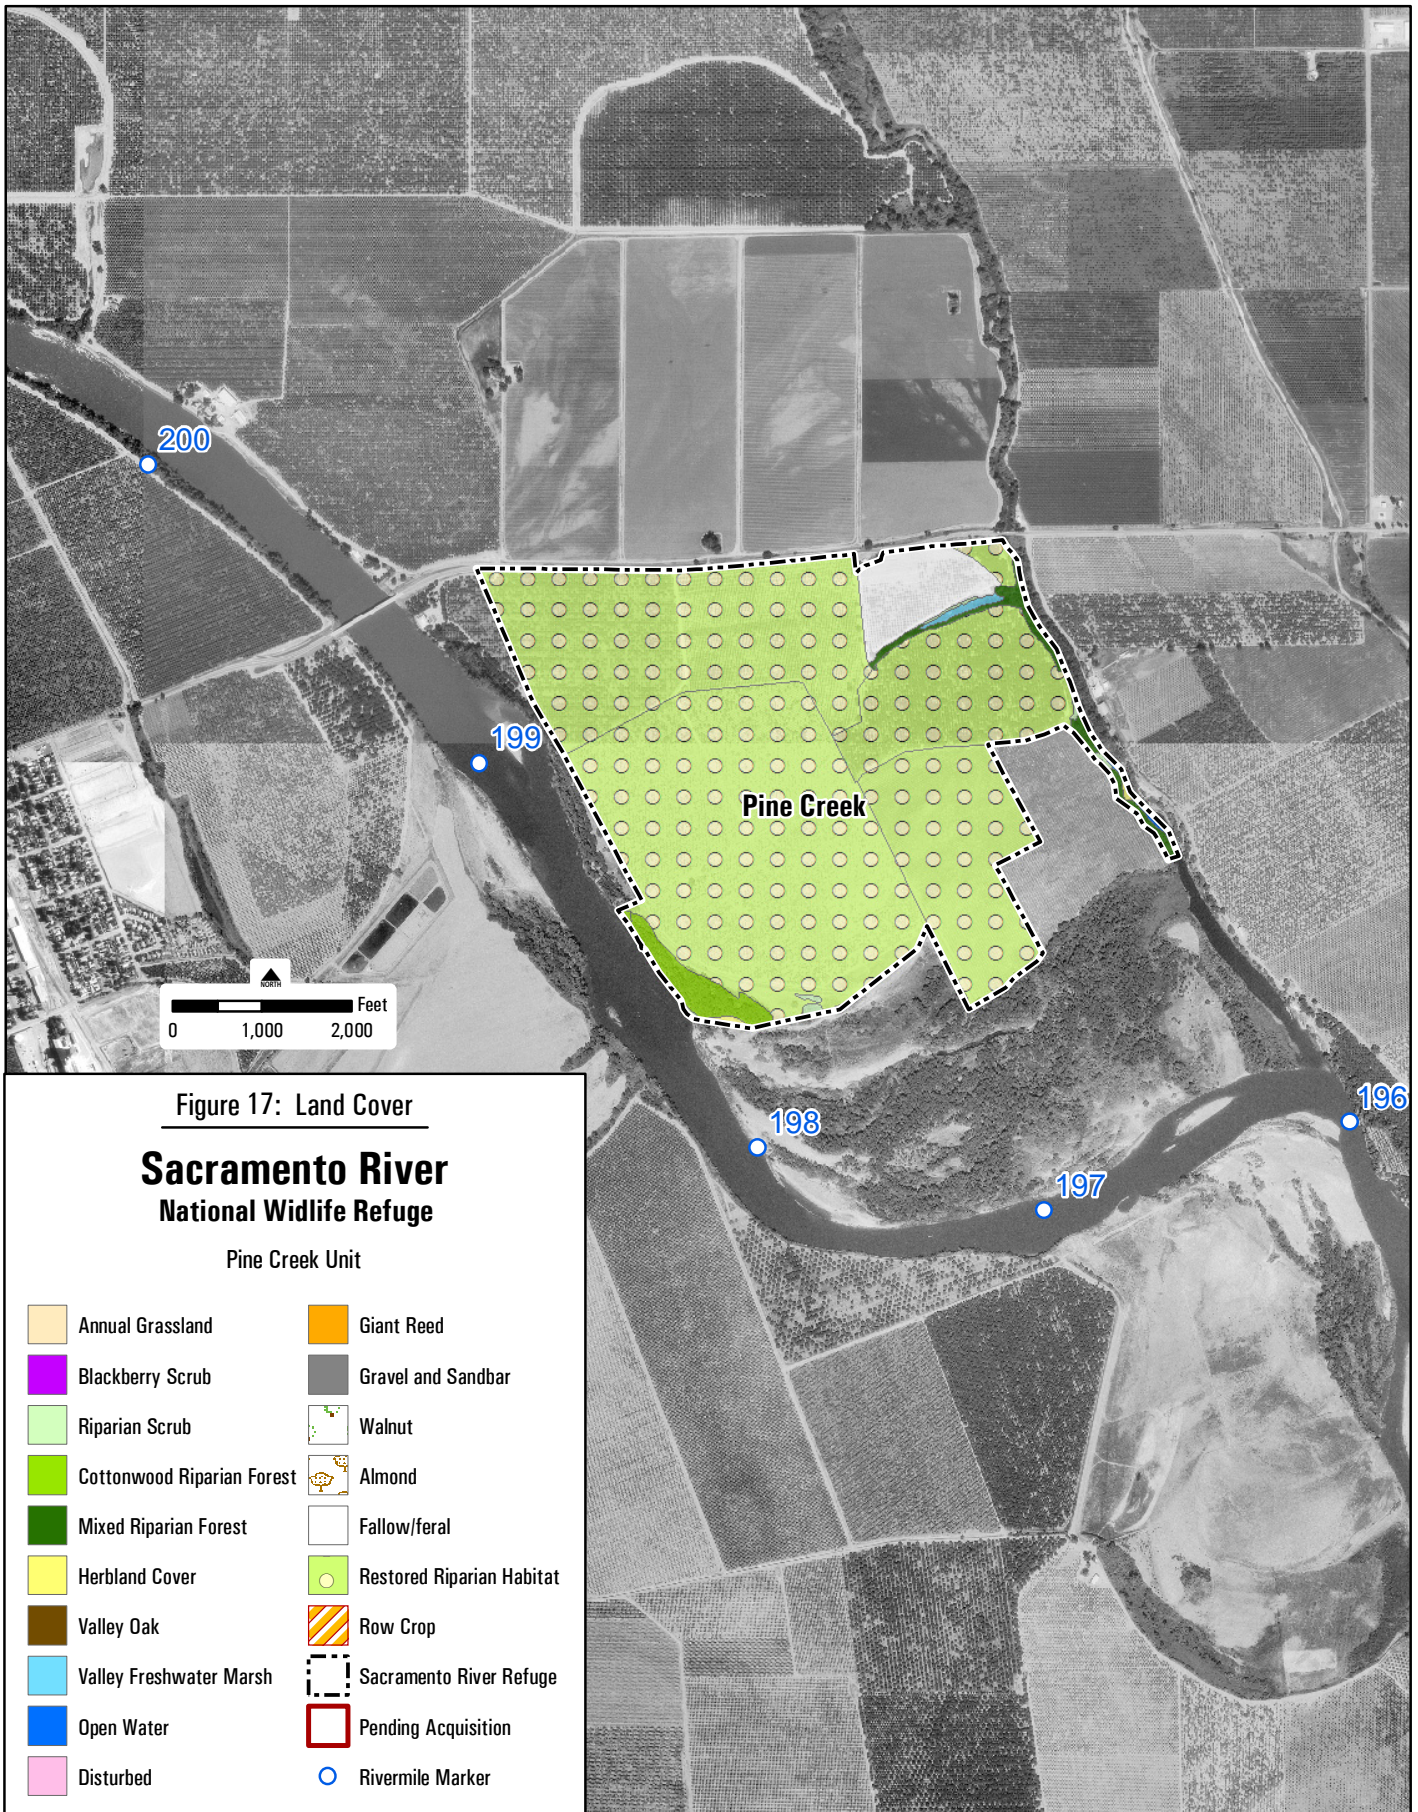 200
199
Pine Creek
NORTH
Feet
0 1,000 2,000
198
197
196
Figure 17: Land Cover
Sacramento River
National Wildlife Refuge
Pine Creek Unit
Annual Grassland
Blackberry Scrub
Riparian Scrub
Cottonwood Riparian Forest
Mixed Riparian Forest
Herbland Cover
Valley Oak
Valley Freshwater Marsh
Open Water
Disturbed
Giant Reed
Gravel and Sandbar
Walnut
Almond
Fallow/feral
Restored Riparian Habitat
Row Crop
Sacramento River Refuge
Pending Acquisition
Rivermile Marker